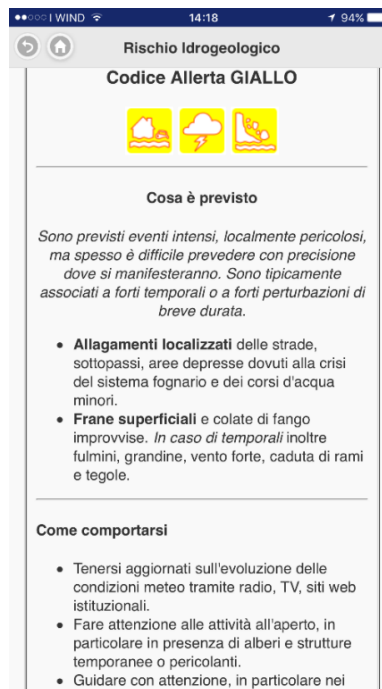 I WIND 14:18 94%
Rischio Idrogeologico
Codice Allerta GIALLO
Cosa è previsto
Sono previsti eventi intensi, localmente pericolosi,
ma spesso è difficile prevedere con precisione
dove si manifesteranno. Sono tipicamente
associati a forti temporali o a forti perturbazioni di
breve durata.
• Allagamenti localizzati delle strade,
sottopassi, aree depresse dovuti alla crisi
del sistema fognario e dei corsi d'acqua
minori.
• Frane superficiali e colate di fango
improvvise. In caso di temporali inoltre
fulmini, grandine, vento forte, caduta di rami
e tegole.
Come comportarsi
• Tenersi aggiornati sull'evoluzione delle
condizioni meteo tramite radio, TV, siti web
istituzionali.
• Fare attenzione alle attività all'aperto, in
particolare in presenza di alberi e strutture
temporanee o pericolanti.
• Guidare con attenzione, in particolare nei